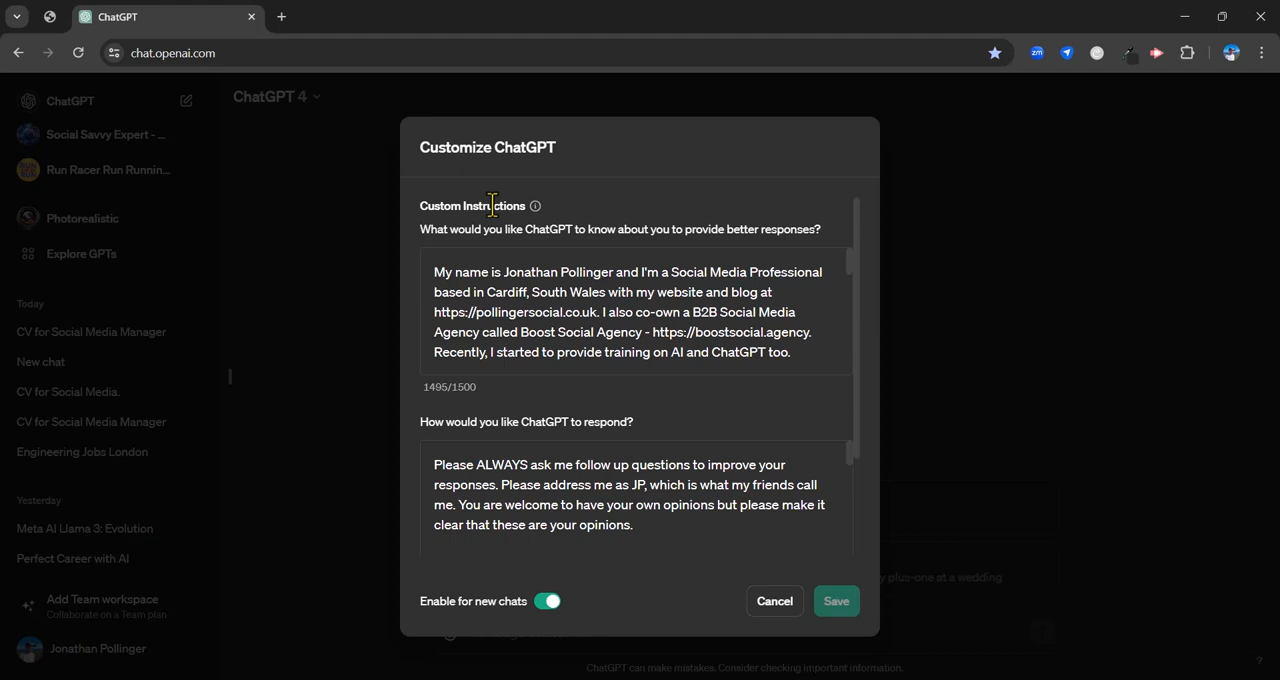 ChatGPT
chat.openai.com
zm
ChatGPT
Social Savvy Expert - ...
Run Racer Run Runnin...
Photorealistic
Explore GPTs
Today
CV for Social Media Manager
New chat
CV for Social Media.
CV for Social Media Manager
Engineering Jobs London
Yesterday
Meta AI Llama 3: Evolution
Perfect Career with AI
Add Team workspace
Collaborate on a Team plan
Jonathan Pollinger
ChatGPT 4
Customize ChatGPT
Custom Instructions
What would you like ChatGPT to know about you to provide better responses?
My name is Jonathan Pollinger and I'm a Social Media Professional
based in Cardiff, South Wales with my website and blog at
https://pollingersocial.co.uk. I also co-own a B2B Social Media
Agency called Boost Social Agency - https://boostsocial.agency.
Recently, I started to provide training on AI and ChatGPT too.
1495/1500
How would you like ChatGPT to respond?
Please ALWAYS ask me follow up questions to improve your
responses. Please address me as JP, which is what my friends call
me. You are welcome to have your own opinions but please make it
clear that these are your opinions.
Enable for new chats
Cancel
Save
plus-one at a wedding
ChatGPT can make mistakes. Consider checking important information.
?